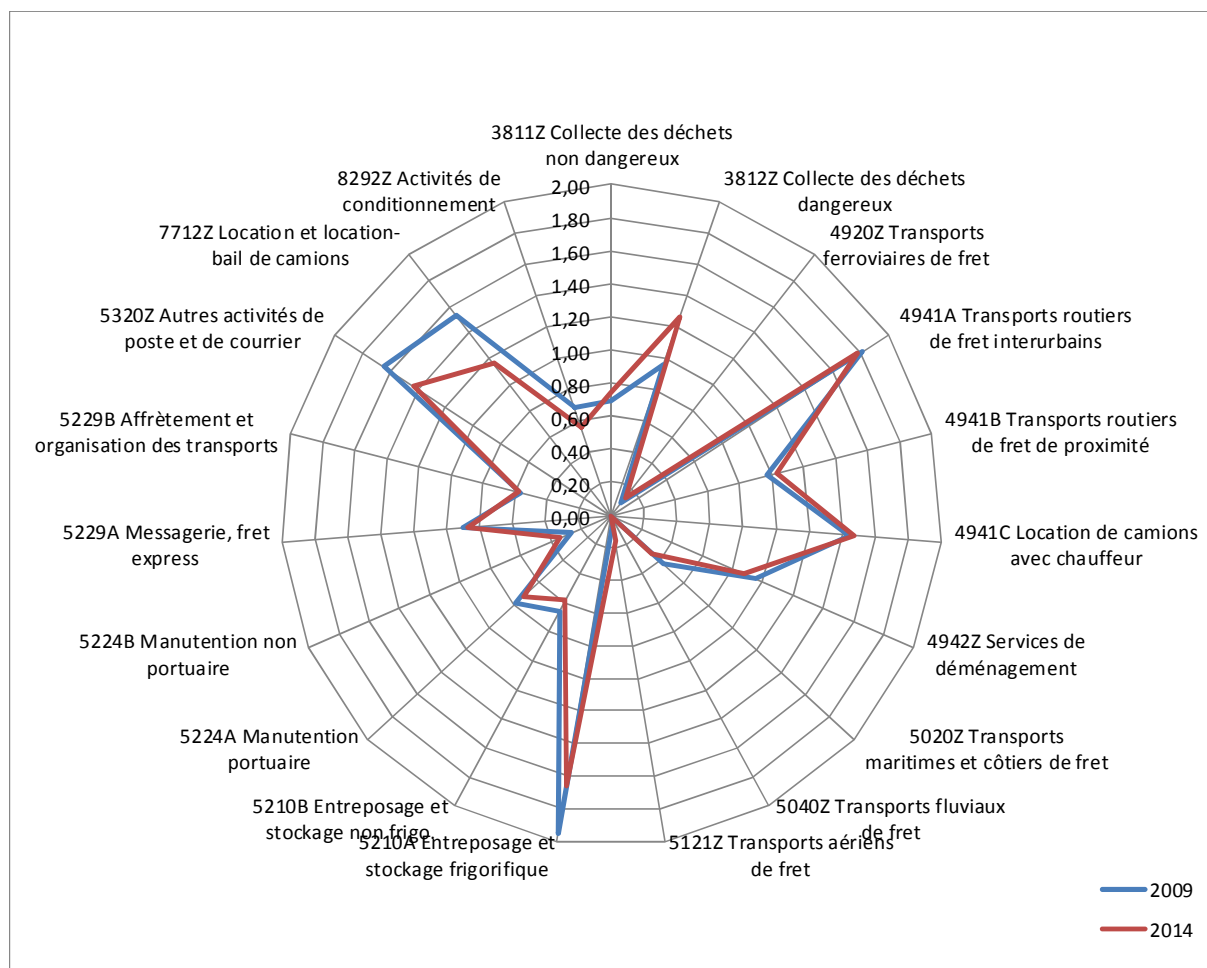 3811Z Collecte des déchets
non dangereux
3812Z Collecte des déchets
dangereux
4920Z Transports
ferroviaires de fret
4941A Transports routiers
de fret interurbains
4941B Transports routiers
de fret de proximité
4941C Location de camions
avec chauffeur
4942Z Services de
déménagement
5020Z Transports
maritimes et côtiers de fret
5040Z Transports fluviaux
de fret
5121Z Transports aériens
de fret
5210A Entreposage et
stockage frigorifique
5210B Entreposage et
stockage non frigo
5224A Manutention
portuaire
5224B Manutention non
portuaire
5229A Messagerie, fret
express
5229B Affrètement et
organisation des transports
5320Z Autres activités de
poste et de courrier
7712Z Location et location-
bail de camions
8292Z Activités de
conditionnement
2,00
1,80
1,60
1,40
1,20
1,00
0,80
0,60
0,40
0,20
0,00
2009
2014